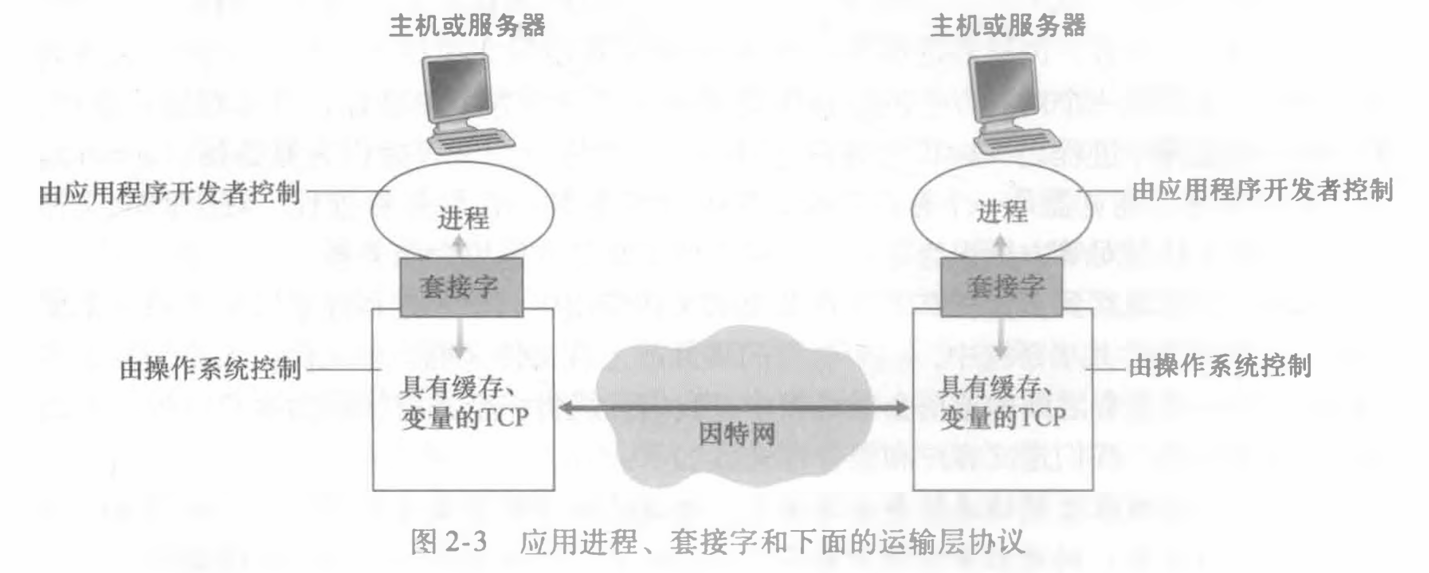 主机或服务器
主机或服务器
由应用程序开发者控制
进程
进程
由应用程序开发者控制
套接字
套接字
由操作系统控制
具有缓存、
变量的TCP
因特网
具有缓存、
变量的TCP
由操作系统控制
图2-3 应用进程、套接字和下面的运输层协议